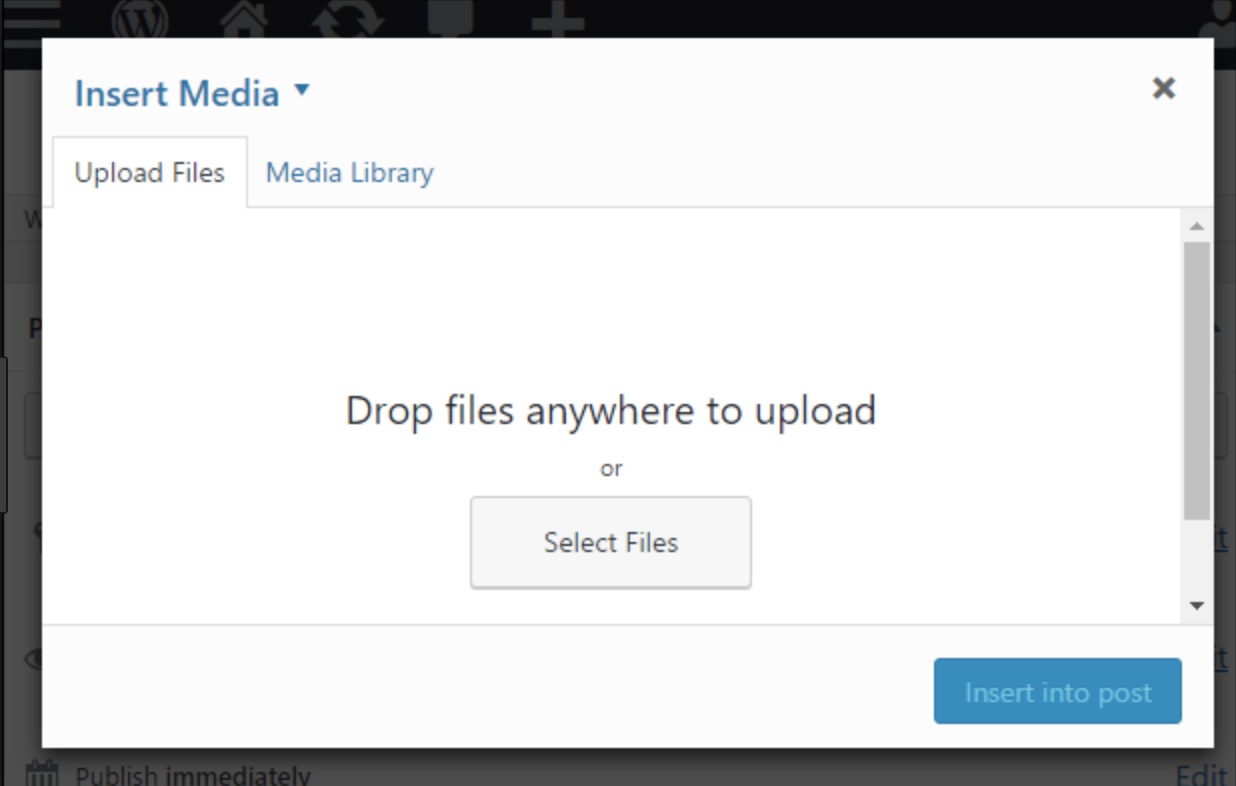 Insert Media
Upload Files
Media Library
Drop files anywhere to upload
or
Select Files
Insert into post
Publish immediately
Edit